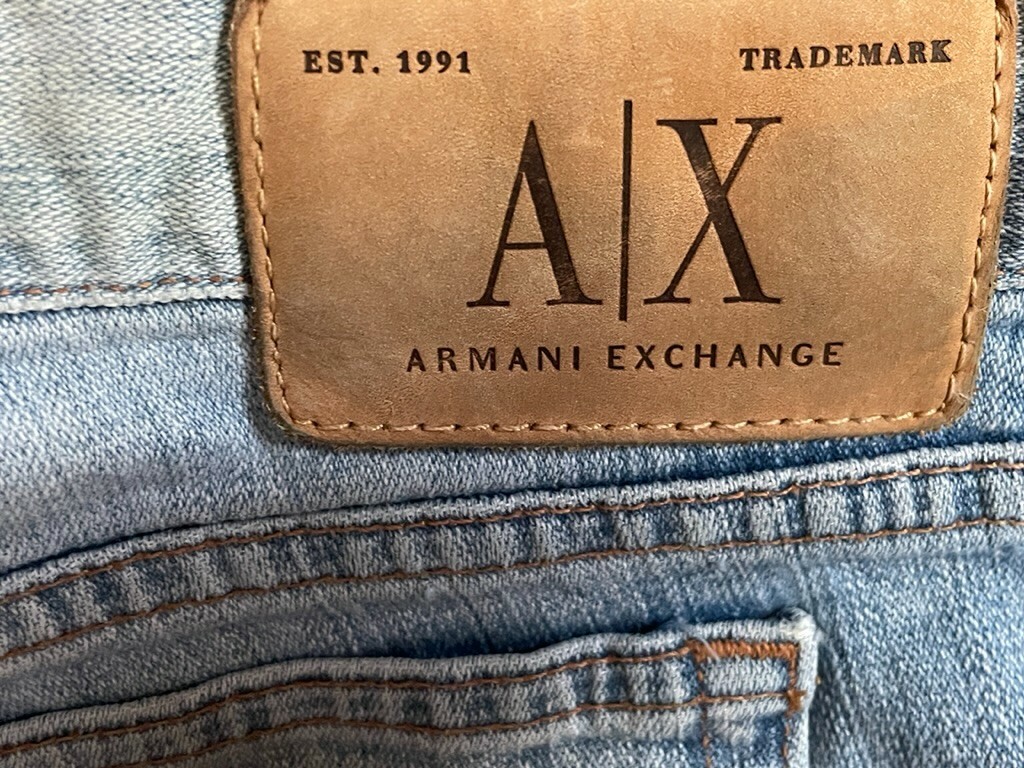 EST. 1991 TRADEMARK
A|X
ARMANI EXCHANGE